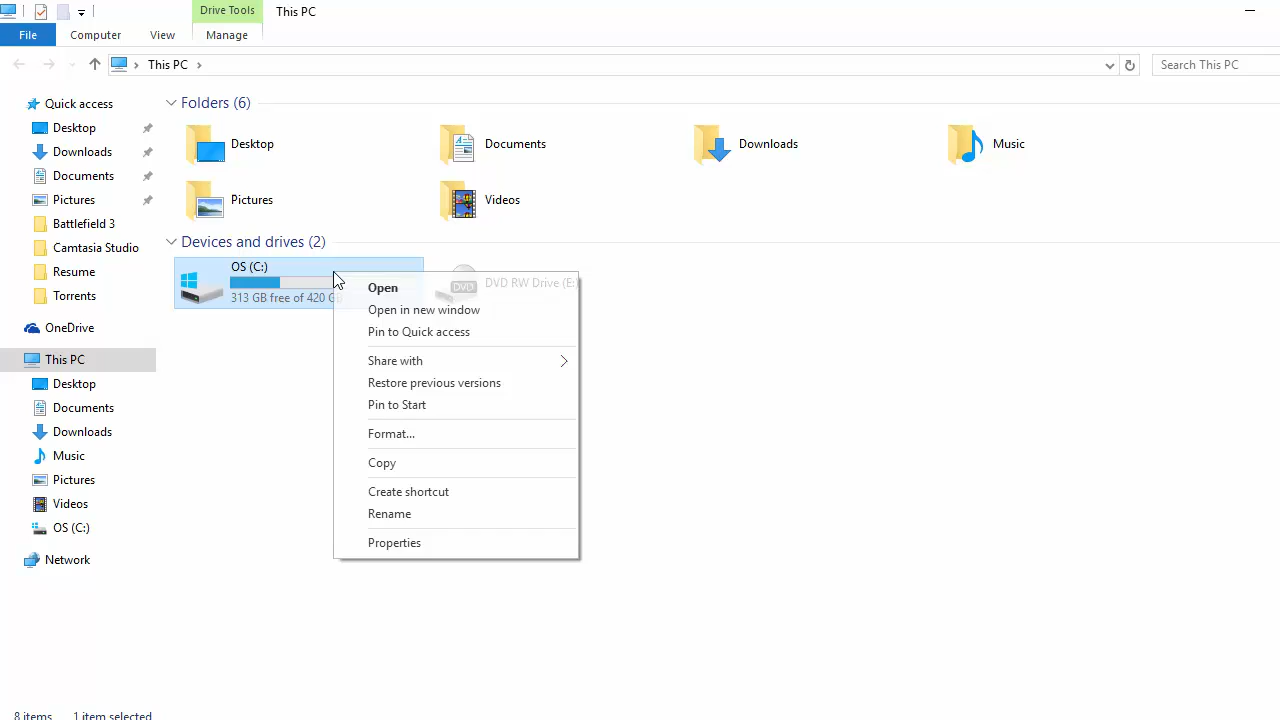 Drive Tools
This PC
File
Computer
View
Manage
This PC
Search This PC
Quick access
Desktop
Downloads
Documents
Pictures
Battlefield 3
Camtasia Studio
Resume
Torrents
OneDrive
This PC
Desktop
Documents
Downloads
Music
Pictures
Videos
OS (C:)
Network
Folders (6)
Desktop
Documents
Downloads
Music
Pictures
Videos
Devices and drives (2)
OS (C:)
313 GB free of 420 GB
DVD
DVD RW Drive (E:)
Open
Open in new window
Pin to Quick access
Share with
Restore previous versions
Pin to Start
Format...
Copy
Create shortcut
Rename
Properties
8 items
1 item selected